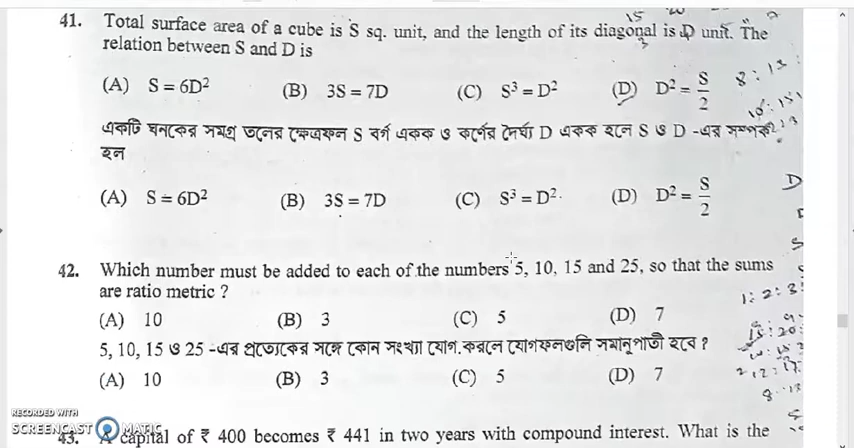 41. Total surface area of a cube is S sq. unit, and the length of its diagonal is D unit. The
relation between S and D is
(A) S = 6D² (B) 3S = 7D (C) S³ = D² (D) D² = S/2
একটি ঘনকের সমগ্র তলের ক্ষেত্রফল S বর্গ একক ও কর্ণের দৈর্ঘ্য D একক হলে S ও D -এর সম্পর্ক
হল
(A) S = 6D² (B) 3S = 7D (C) S³ = D². (D) D² = S/2
42. Which number must be added to each of the numbers 5, 10, 15 and 25, so that the sums
are ratio metric ?
(A) 10 (B) 3 (C) 5 (D) 7
5, 10, 15 ও 25 -এর প্রত্যেকের সঙ্গে কোন সংখ্যা যোগ করলে যোগফলগুলি সমানুপাতী হবে ?
(A) 10 (B) 3 (C) 5 (D) 7
RECORDED WITH
SCREENCAST MATIC
43. A capital of ₹ 400 becomes ₹ 441 in two years with compound interest. What is the